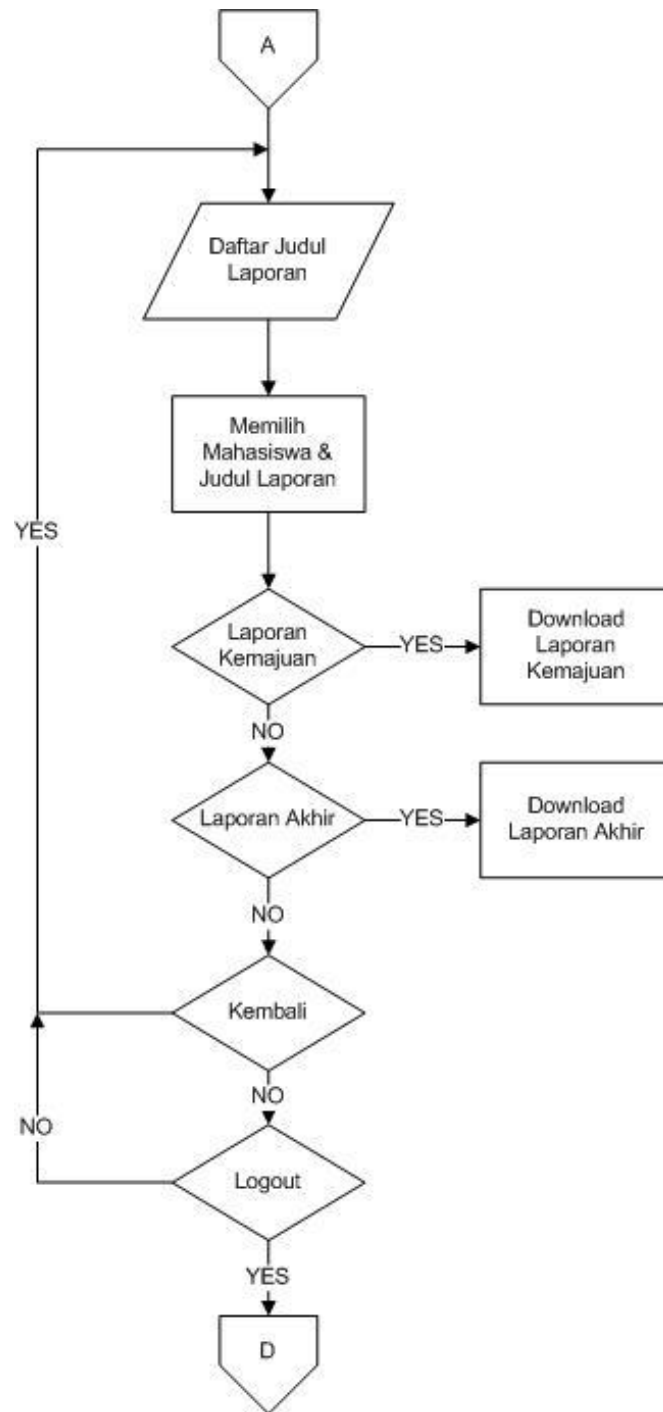 A
Daftar Judul
Laporan
Memilih
Mahasiswa &
Judul Laporan
YES
Laporan
Kemajuan
YES
Download
Laporan
Kemajuan
NO
Laporan Akhir
YES
Download
Laporan Akhir
NO
Kembali
NO
NO
Logout
YES
D